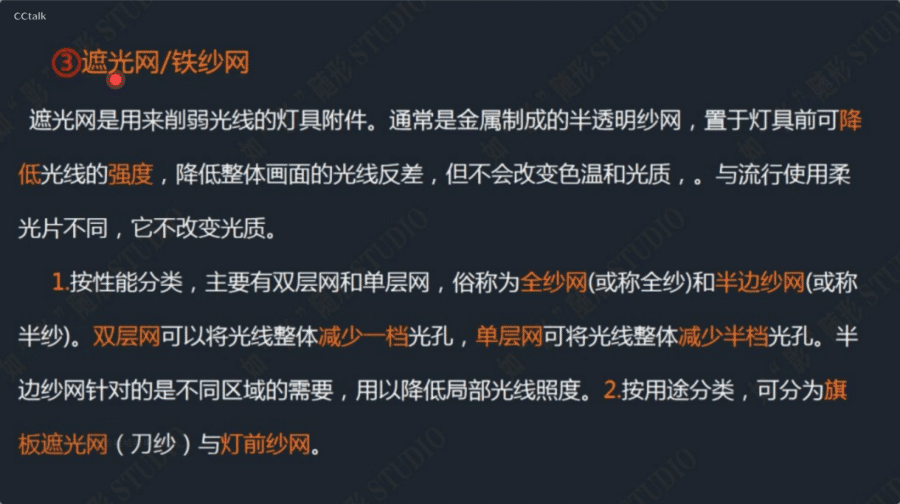 CCtalk
③遮光网/铁纱网
遮光网是用来削弱光线的灯具附件。通常是金属制成的半透明纱网，置于灯具前可降
低光线的强度，降低整体画面的光线反差，但不会改变色温和光质，。与流行使用柔
光片不同，它不改变光质。
1.按性能分类，主要有双层网和单层网，俗称为全纱网(或称全纱)和半边纱网(或称
半纱)。双层网可以将光线整体减少一档光孔，单层网可将光线整体减少半档光孔。半
边纱网针对的是不同区域的需要，用以降低局部光线照度。2.按用途分类，可分为旗
板遮光网（刀纱）与灯前纱网。